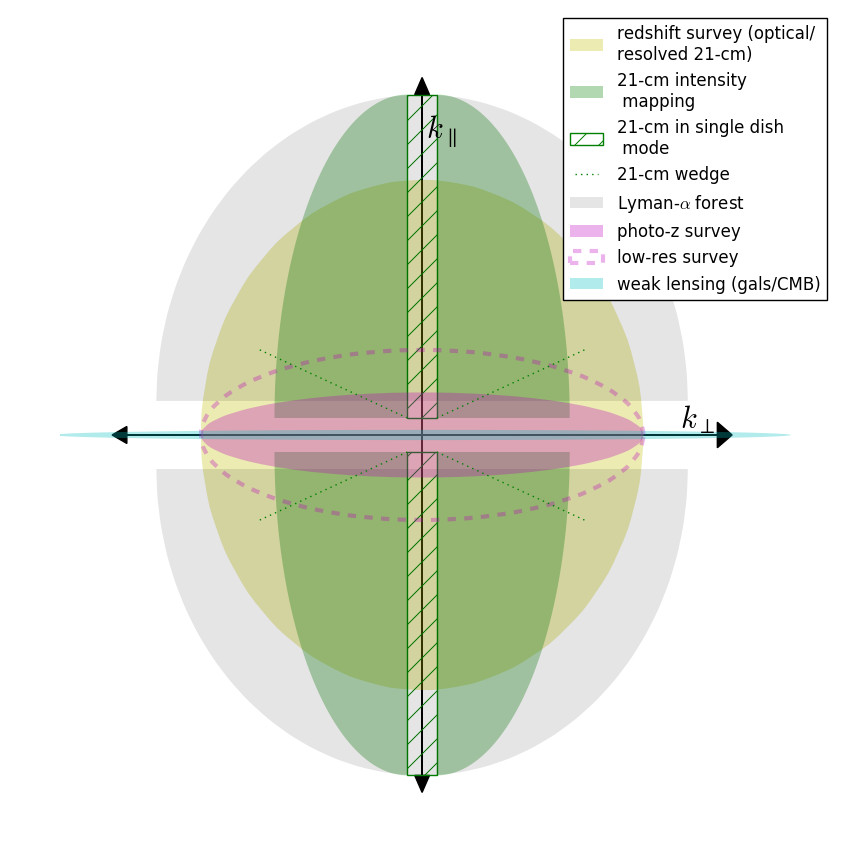 redshift survey (optical/
resolved 21-cm)
21-cm intensity
mapping
21-cm in single dish
mode
21-cm wedge
Lyman-α forest
photo-z survey
low-res survey
weak lensing (gals/CMB)
k∥
k⊥